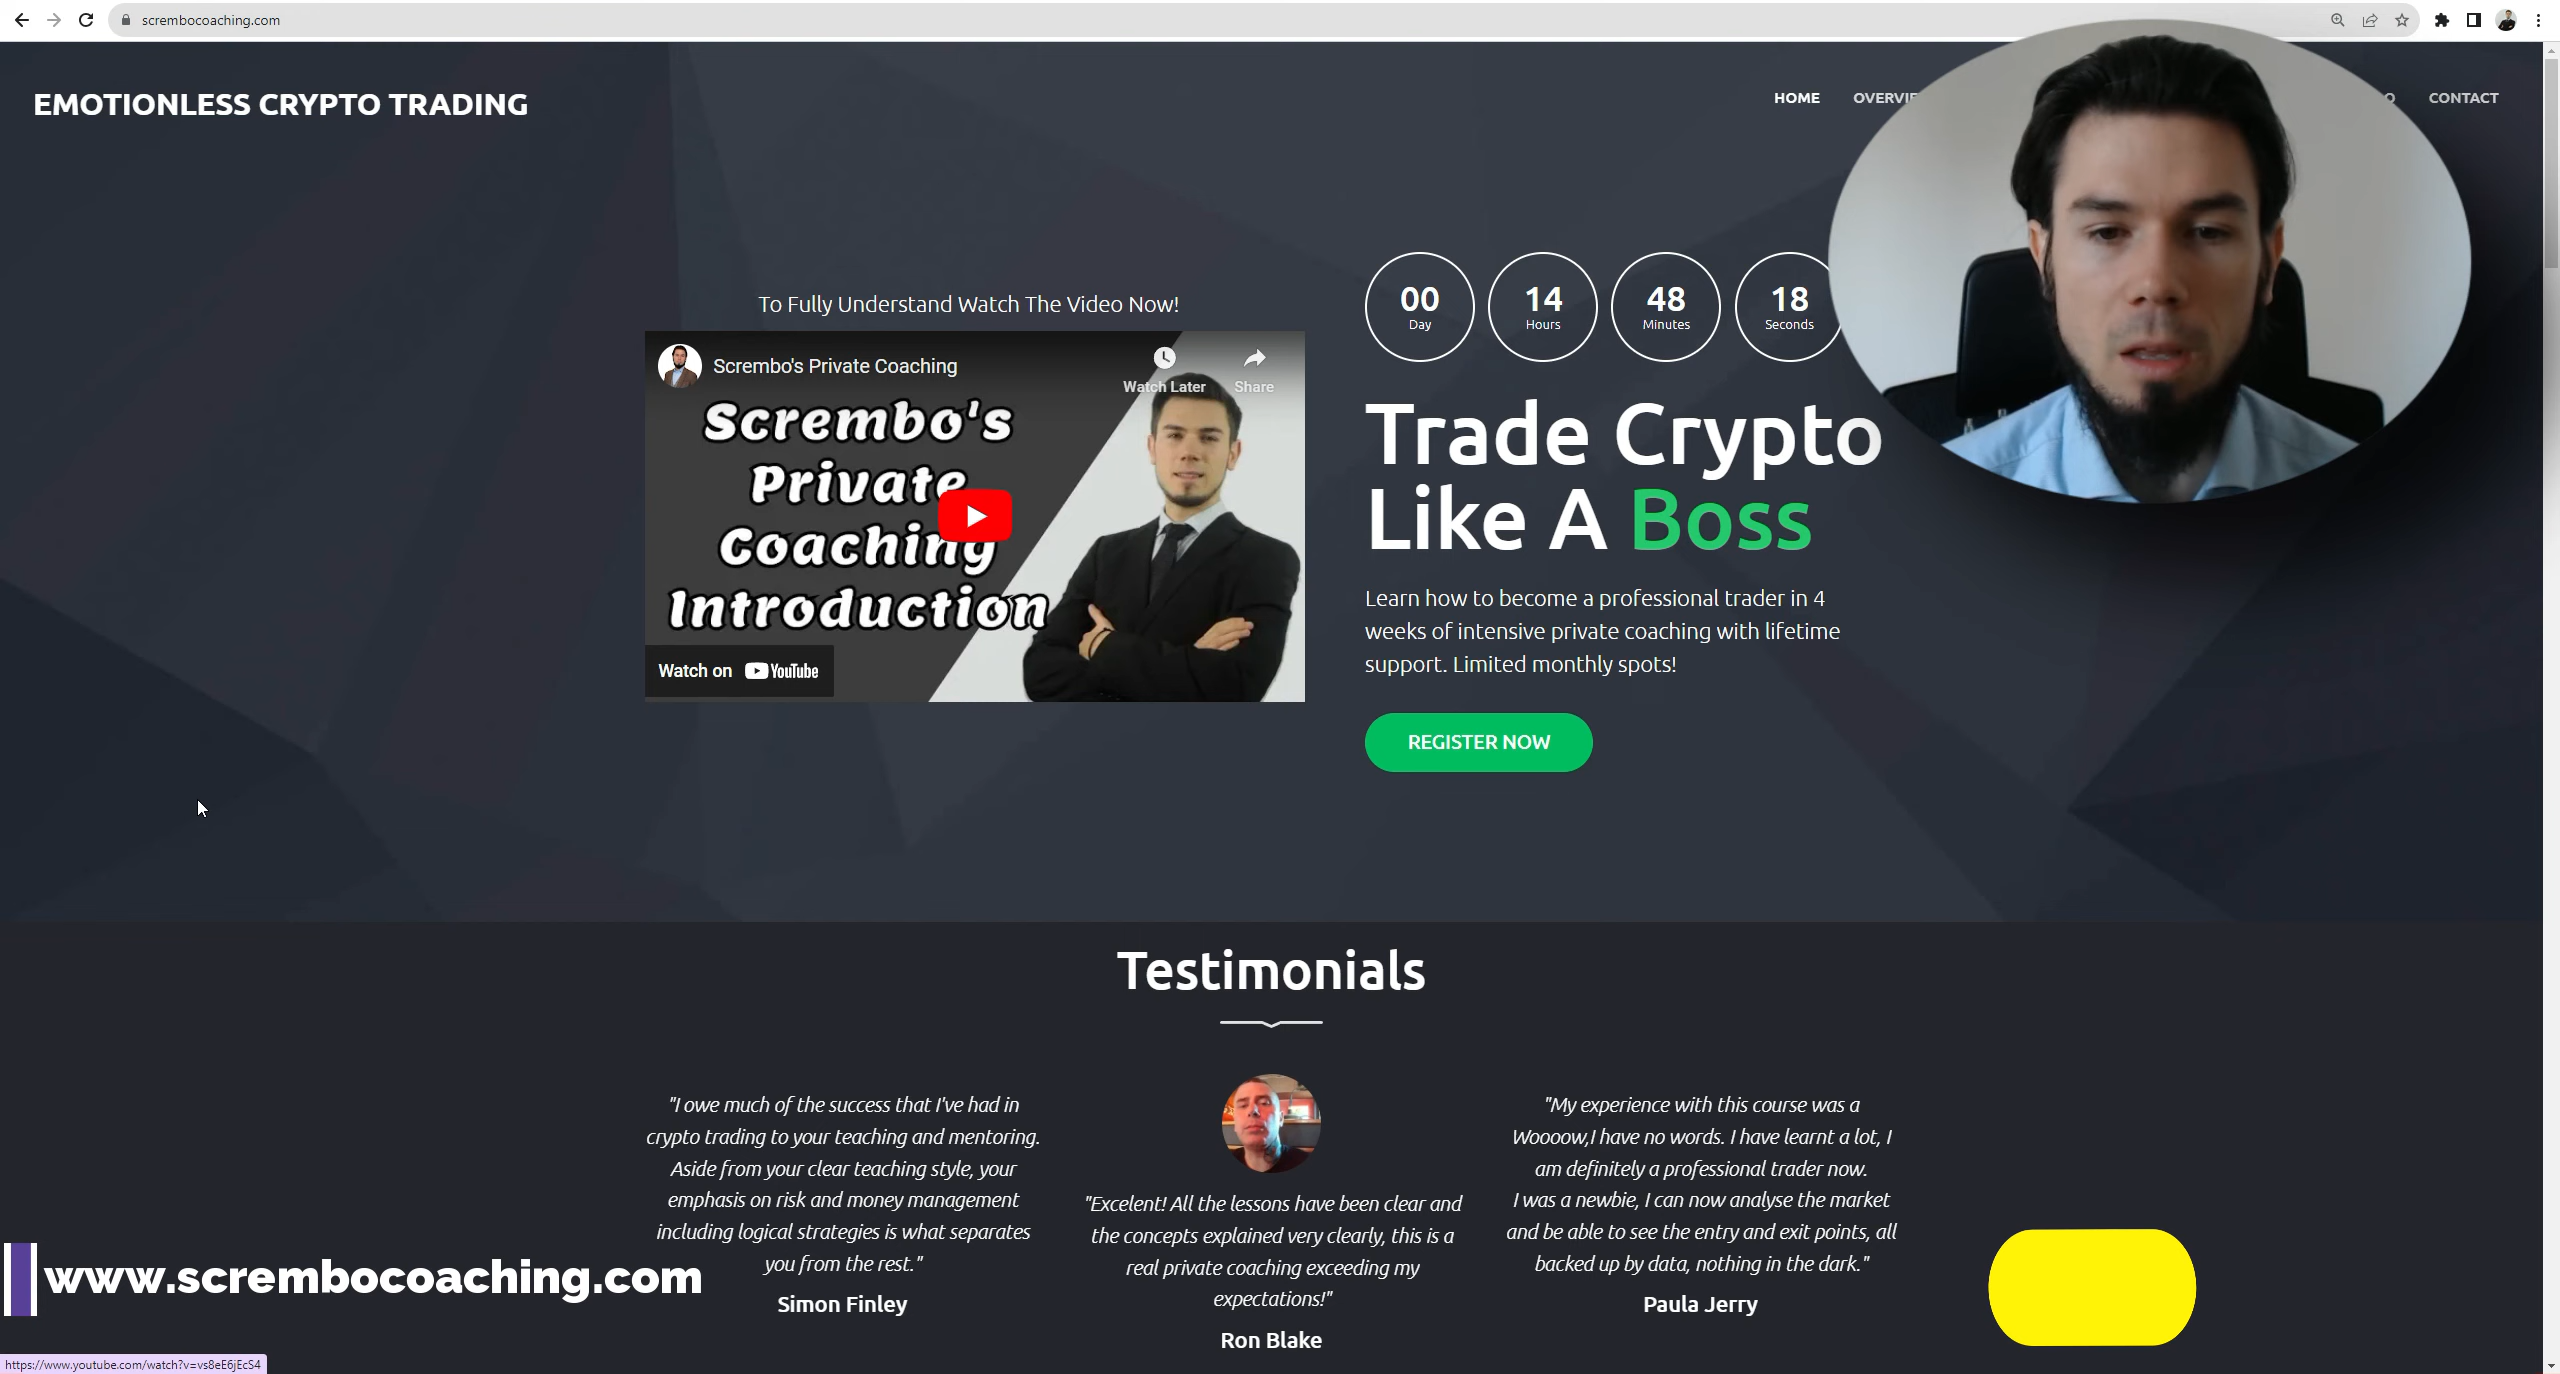 scrembocoaching.com
EMOTIONLESS CRYPTO TRADING
HOME
CONTACT
To Fully Understand Watch The Video Now!
Scrembo's Private Coaching
Watch Later
Share
Scrembo's
Private
Coaching
Introduction
Watch on YouTube
00
Day
14
Hours
48
Minutes
18
Seconds
Trade Crypto
Like A Boss
Learn how to become a professional trader in 4
weeks of intensive private coaching with lifetime
support. Limited monthly spots!
REGISTER NOW
Testimonials
"I owe much of the success that I've had in
crypto trading to your teaching and mentoring.
Aside from your clear teaching style, your
emphasis on risk and money management
including logical strategies is what separates
you from the rest."
Simon Finley
"Excelent! All the lessons have been clear and
the concepts explained very clearly, this is a
real private coaching exceeding my
expectations!"
Ron Blake
"My experience with this course was a
Woooow,I have no words. I have learnt a lot, I
am definitely a professional trader now.
I was a newbie, I can now analyse the market
and be able to see the entry and exit points, all
backed up by data, nothing in the dark."
Paula Jerry
www.scrembocoaching.com
https://www.youtube.com/watch?v=vs8eE6jEcS4